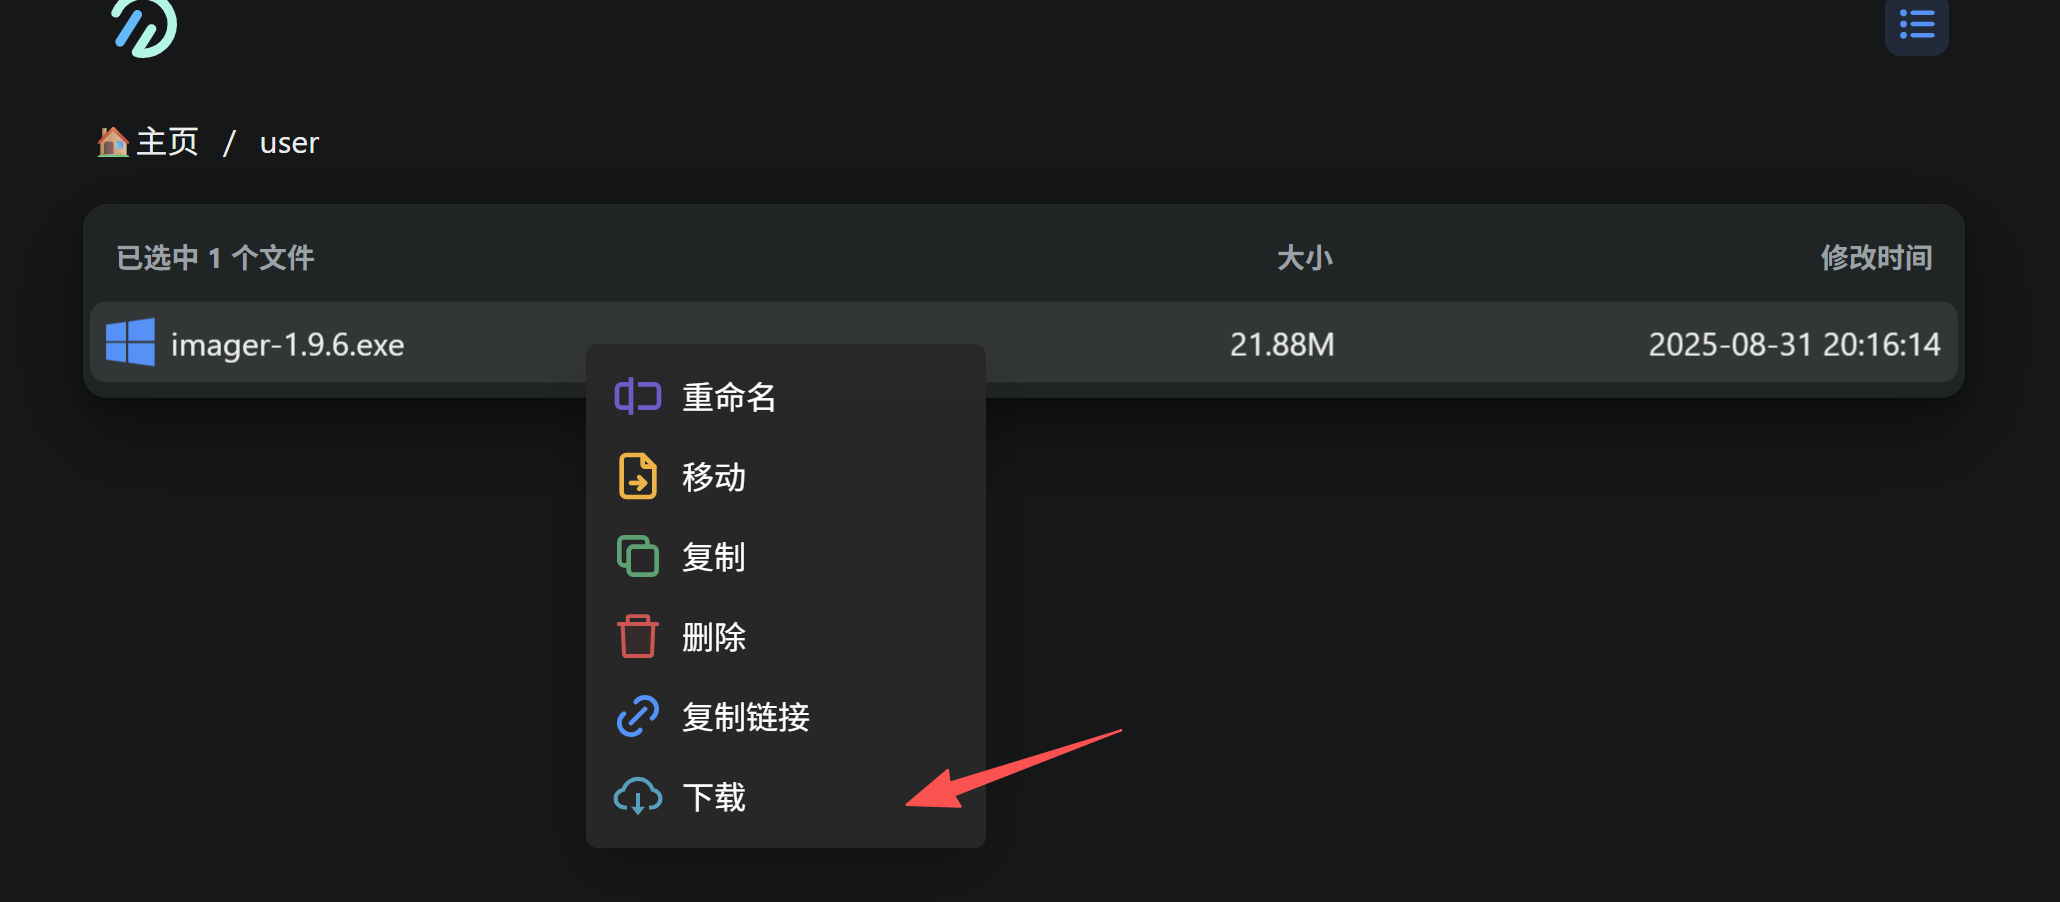 主页 / user
已选中 1 个文件 大小 修改时间
imager-1.9.6.exe 21.88M 2025-08-31 20:16:14
重命名
移动
复制
删除
复制链接
下载